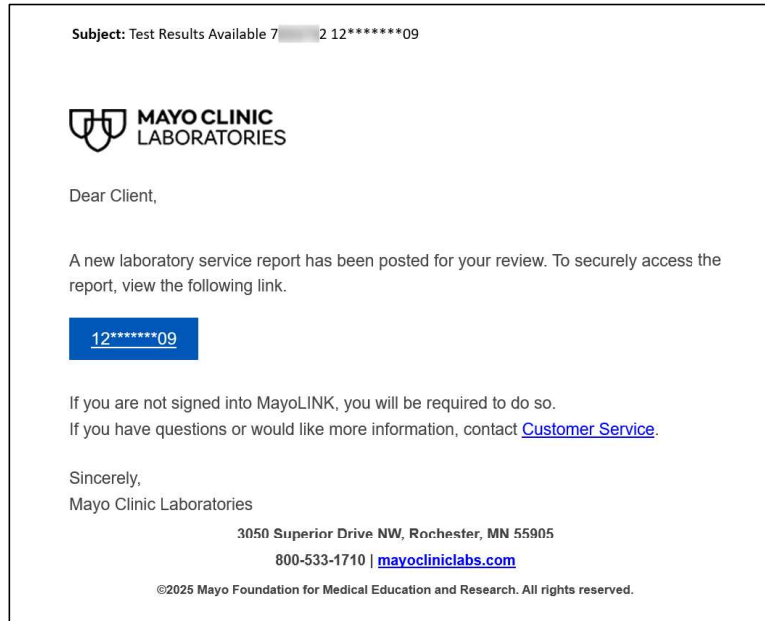 Subject: Test Results Available 7 2 12*******09
MAYO CLINIC
LABORATORIES
Dear Client,
A new laboratory service report has been posted for your review. To securely access the
report, view the following link.
12*******09
If you are not signed into MayoLINK, you will be required to do so.
If you have questions or would like more information, contact Customer Service.
Sincerely,
Mayo Clinic Laboratories
3050 Superior Drive NW, Rochester, MN 55905
800-533-1710 | mayocliniclabs.com
©2025 Mayo Foundation for Medical Education and Research. All rights reserved.